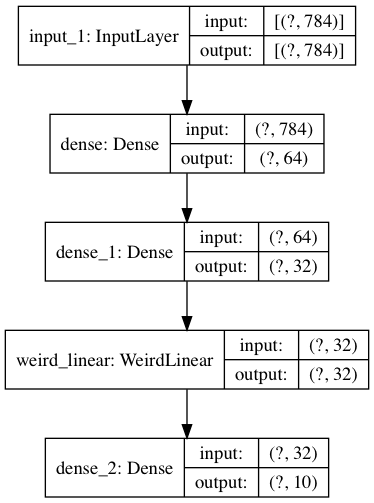 input_1: InputLayer
input: [(?, 784)]
output: [(?, 784)]
dense: Dense
input: (?, 784)
output: (?, 64)
dense_1: Dense
input: (?, 64)
output: (?, 32)
weird_linear: WeirdLinear
input: (?, 32)
output: (?, 32)
dense_2: Dense
input: (?, 32)
output: (?, 10)